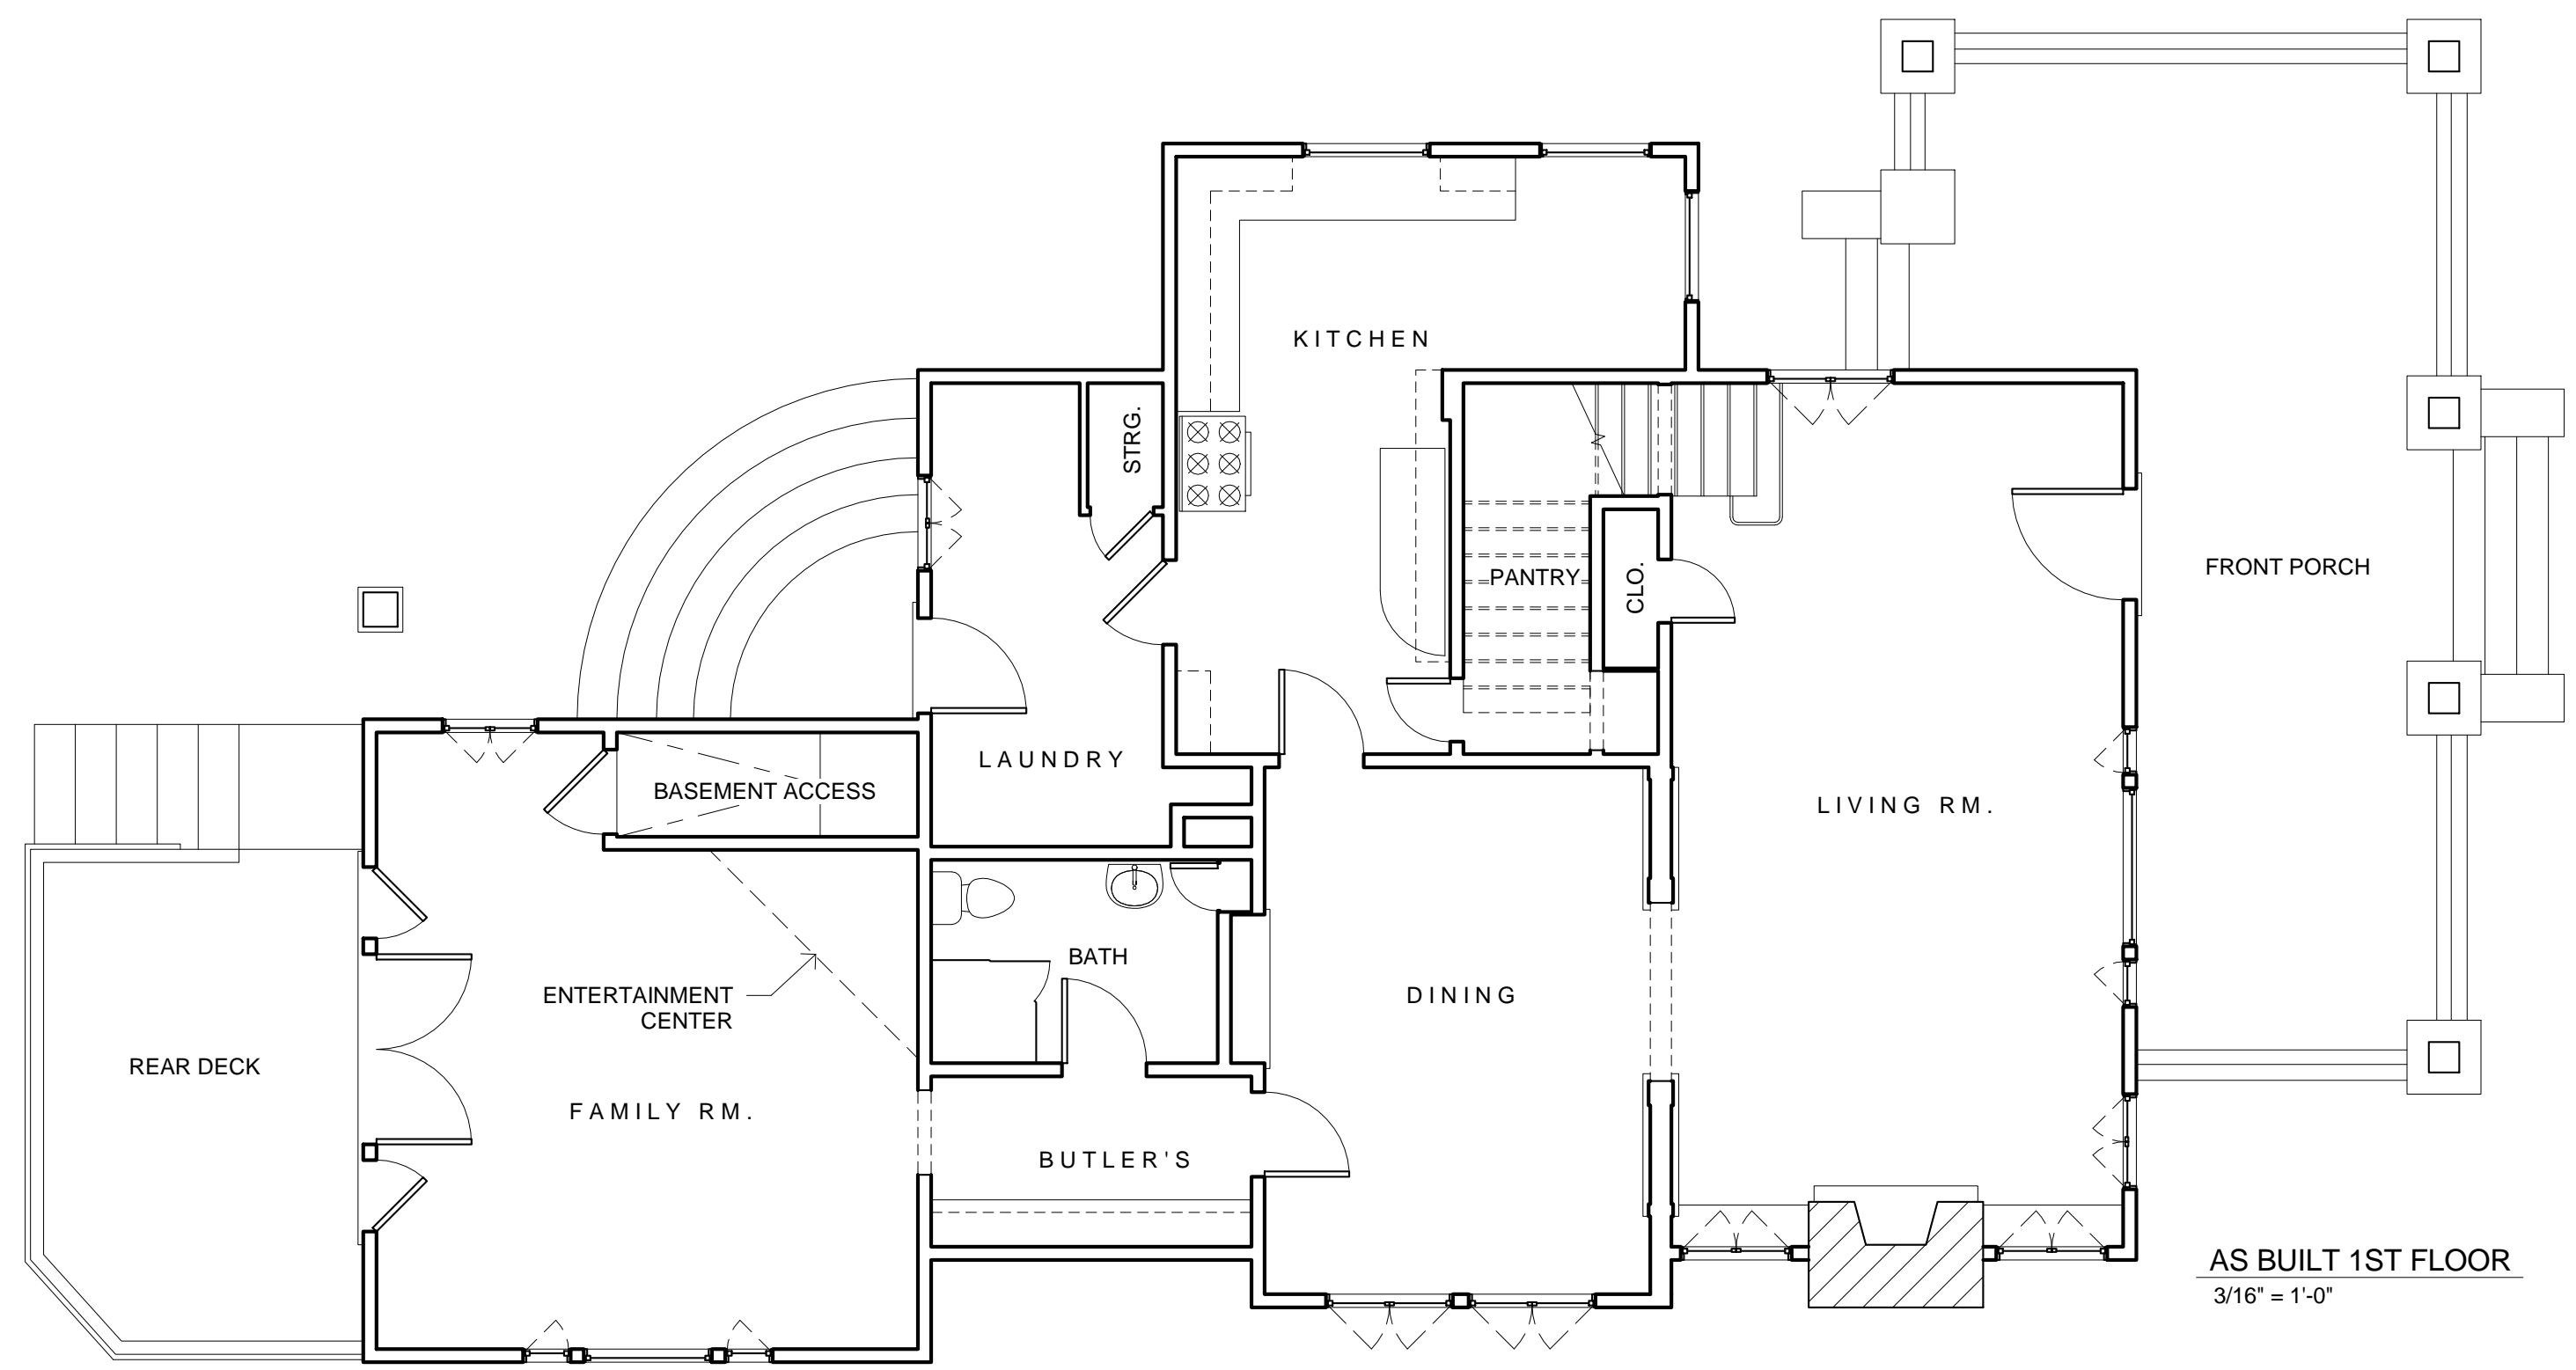 KITCHEN
STRG.
PANTRY
CLO.
FRONT PORCH
LAUNDRY
BASEMENT ACCESS
LIVING RM.
BATH
ENTERTAINMENT
CENTER
DINING
REAR DECK
FAMILY RM.
BUTLER'S
AS BUILT 1ST FLOOR
3/16" = 1'-0"